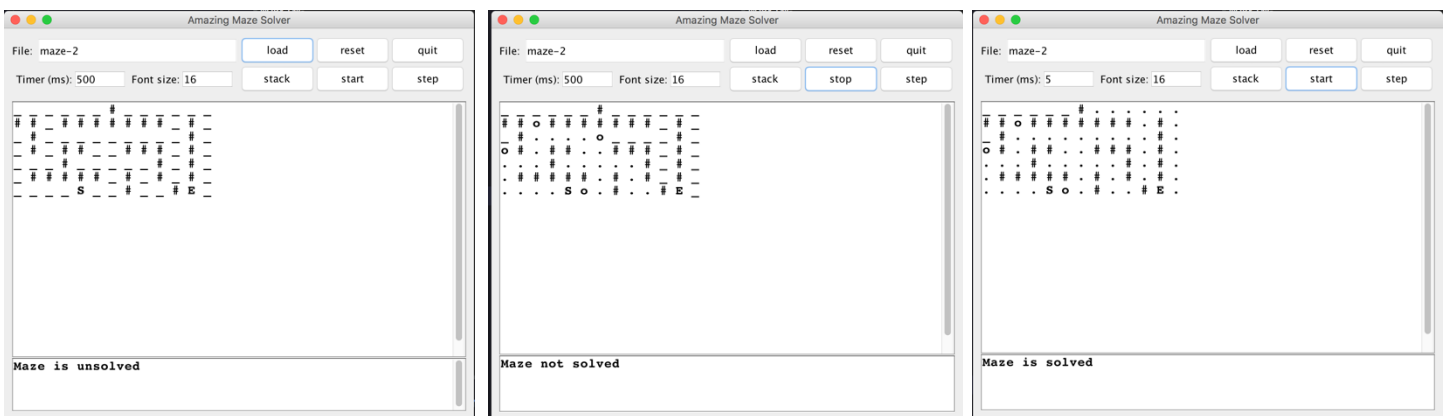 Amazing Maze Solver
File: maze-2 load reset quit
Timer (ms): 500 Font size: 16 stack start step
_ _ _ _ _ _ # _ _ _ _ _ _
# # _ # # # # # # # _ # _
_ # _ _ _ _ _ _ _ _ _ # _
_ # _ # # _ _ # # # _ # _
_ _ _ # _ _ _ _ _ # _ # _
_ # # # # # _ # _ # _ # _
_ _ _ _ S _ _ # _ _ # E _
Maze is unsolved
Amazing Maze Solver
File: maze-2 load reset quit
Timer (ms): 500 Font size: 16 stack stop step
_ _ _ _ _ _ # _ _ _ _ _ _
# # o # # # # # # # _ # _
_ # . . . . o _ _ _ _ # _
o # . # # . . # # # _ # _
. . . # . . . . . # _ # _
. # # # # # . # . # _ # _
. . . . S o . # . . # E _
Maze not solved
Amazing Maze Solver
File: maze-2 load reset quit
Timer (ms): 5 Font size: 16 stack start step
_ _ _ _ _ _ # . . . . . .
# # o # # # # # # # . # .
_ # . . . . . . . . . # .
o # . # # . . # # # . # .
. . . # . . . . . # . # .
. # # # # # . # . # . # .
. . . . S o . # . . # E .
Maze is solved